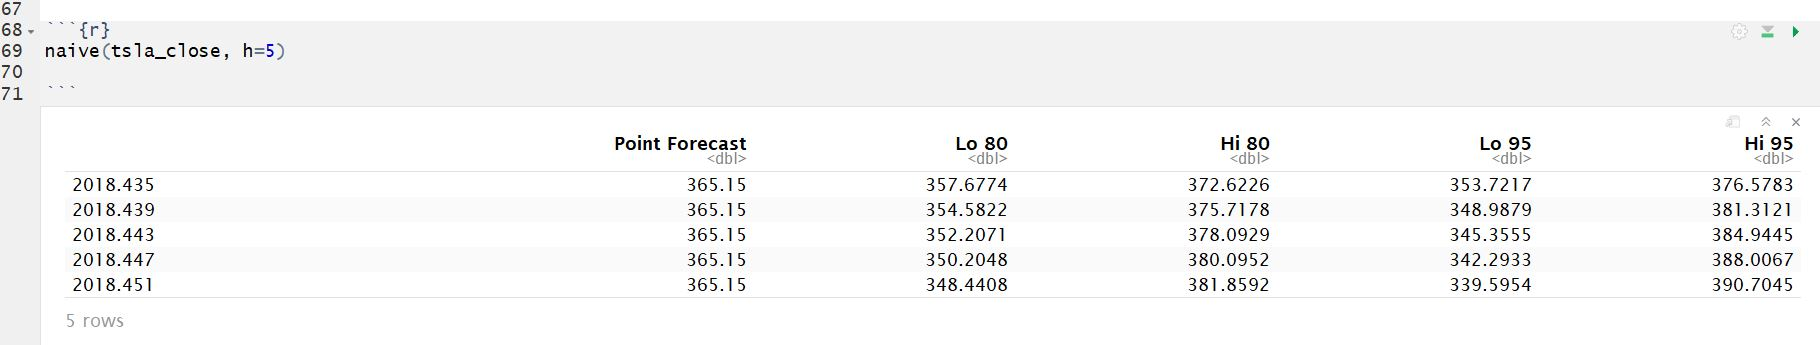 67
68 ```{r}
69 naive(tsla_close, h=5)
70
71 ```
Point Forecast Lo 80 Hi 80 Lo 95 Hi 95
<dbl> <dbl> <dbl> <dbl> <dbl>
2018.435 365.15 357.6774 372.6226 353.7217 376.5783
2018.439 365.15 354.5822 375.7178 348.9879 381.3121
2018.443 365.15 352.2071 378.0929 345.3555 384.9445
2018.447 365.15 350.2048 380.0952 342.2933 388.0067
2018.451 365.15 348.4408 381.8592 339.5954 390.7045
5 rows